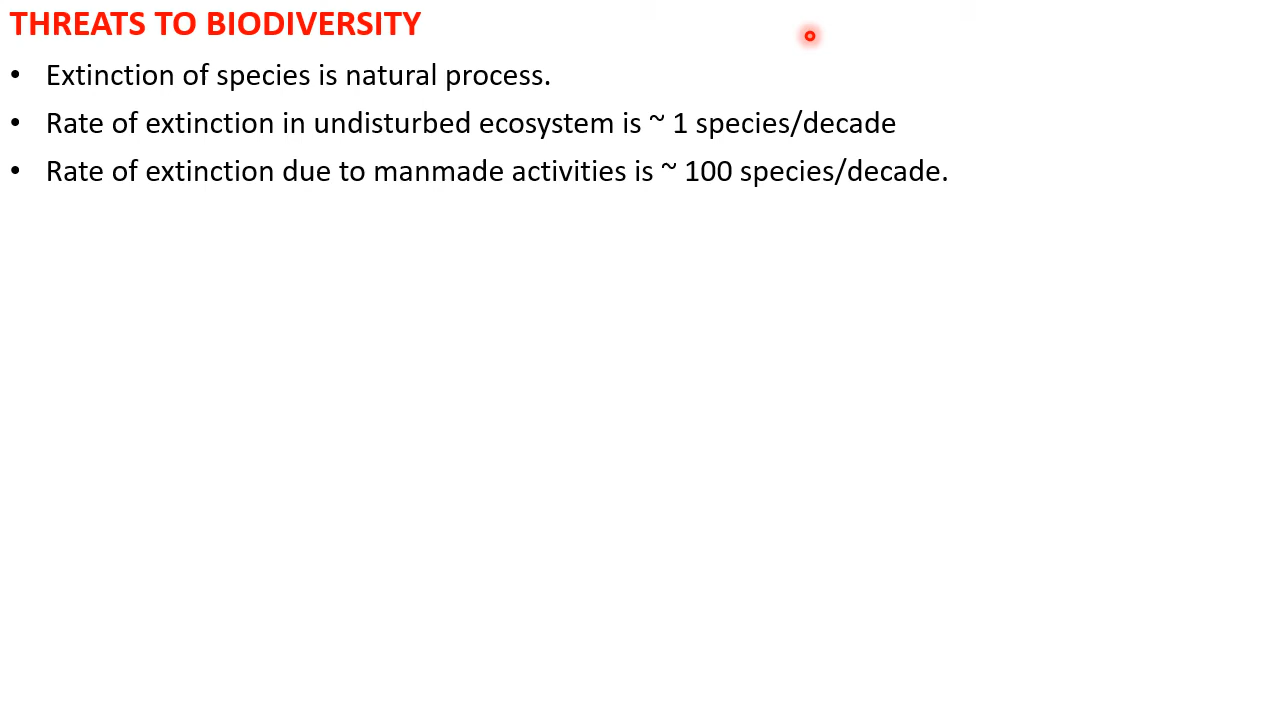 THREATS TO BIODIVERSITY
• Extinction of species is natural process.
• Rate of extinction in undisturbed ecosystem is ~ 1 species/decade
• Rate of extinction due to manmade activities is ~ 100 species/decade.